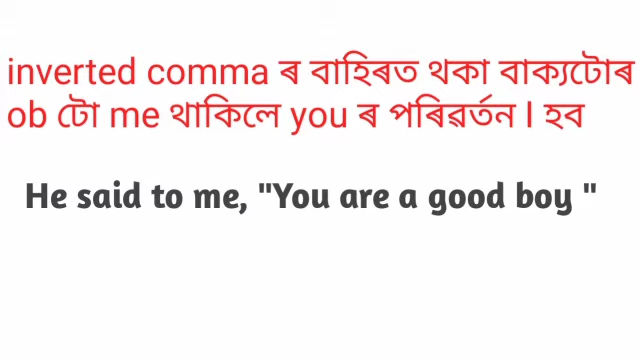 inverted comma ৰ বাহিৰত থকা বাক্যটোৰ
ob টো me থাকিলে you ৰ পৰিৱৰ্তন I হব
He said to me, "You are a good boy "